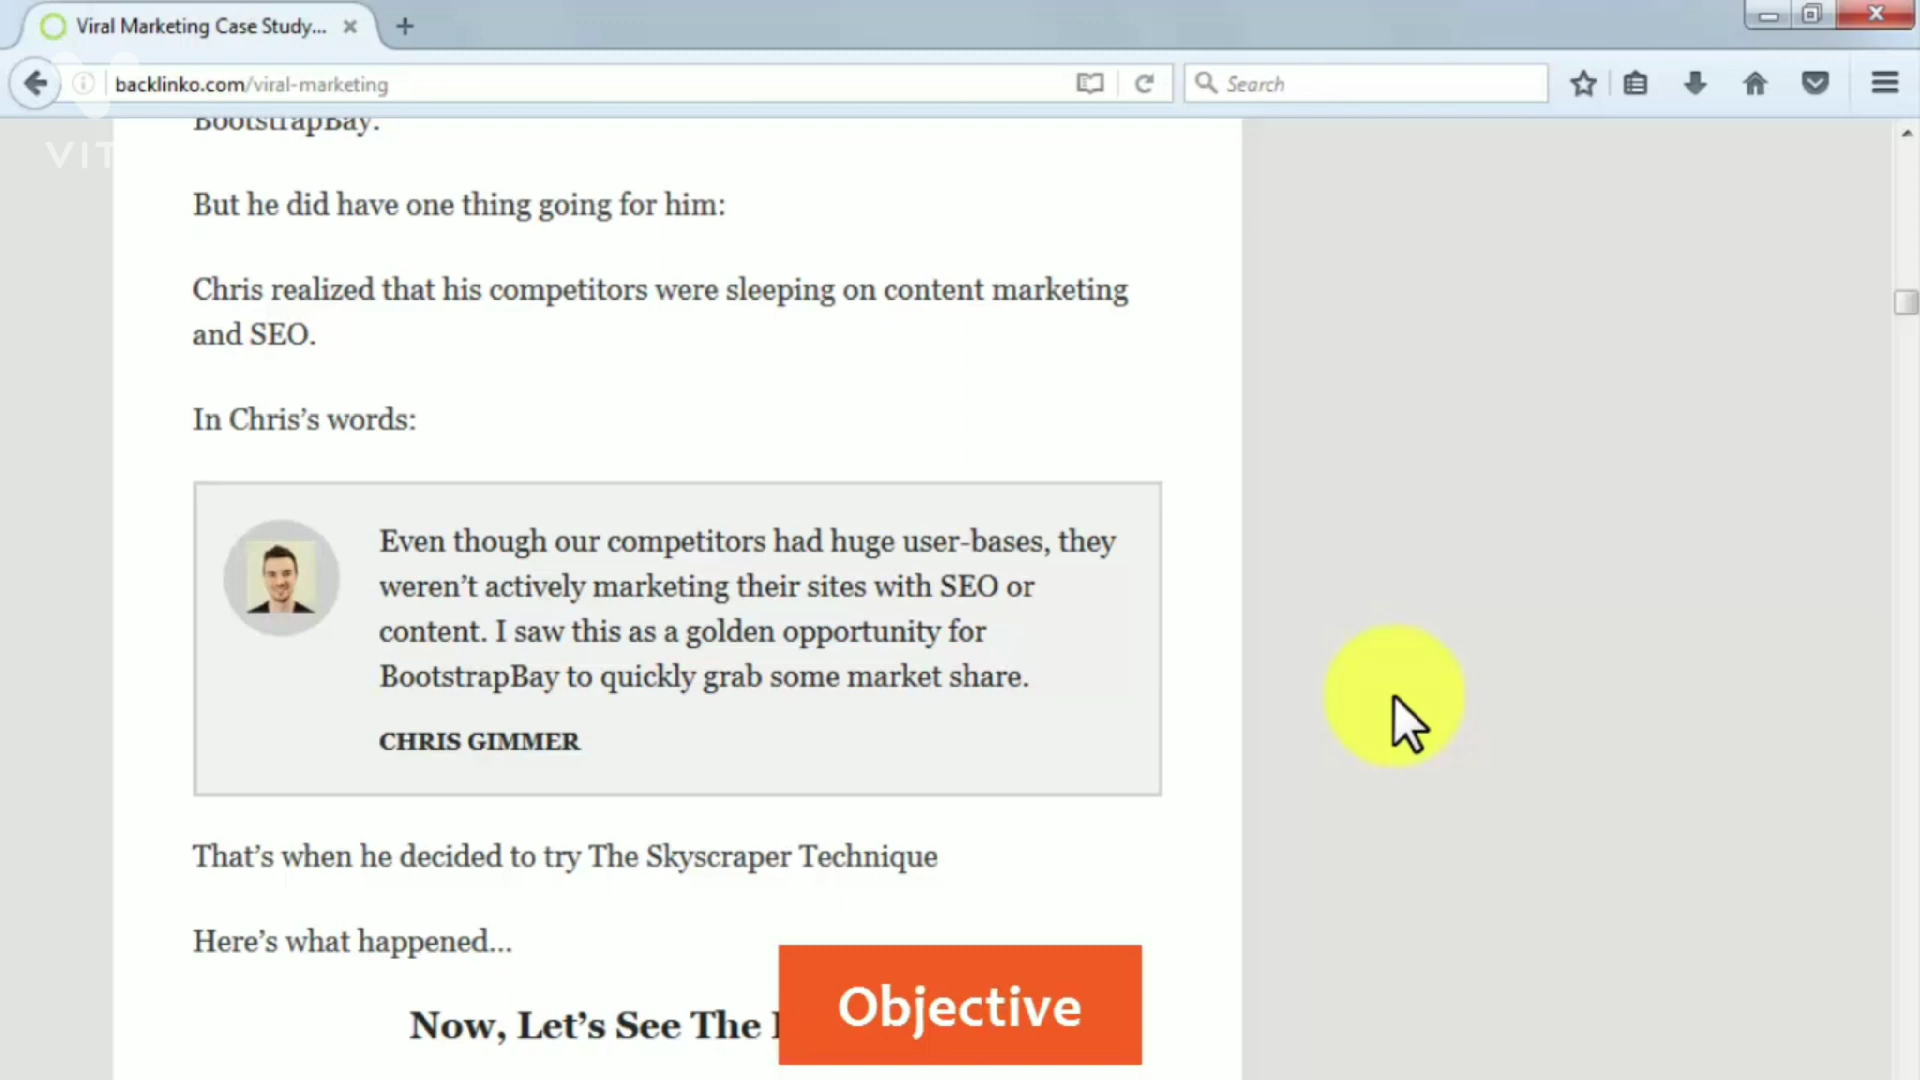 Viral Marketing Case Study...
backlinko.com/viral-marketing
Search
VIT
BootstrapBay.
But he did have one thing going for him:
Chris realized that his competitors were sleeping on content marketing
and SEO.
In Chris’s words:
Even though our competitors had huge user-bases, they
weren’t actively marketing their sites with SEO or
content. I saw this as a golden opportunity for
BootstrapBay to quickly grab some market share.
CHRIS GIMMER
That’s when he decided to try The Skyscraper Technique
Here’s what happened...
Now, Let’s See The
Objective